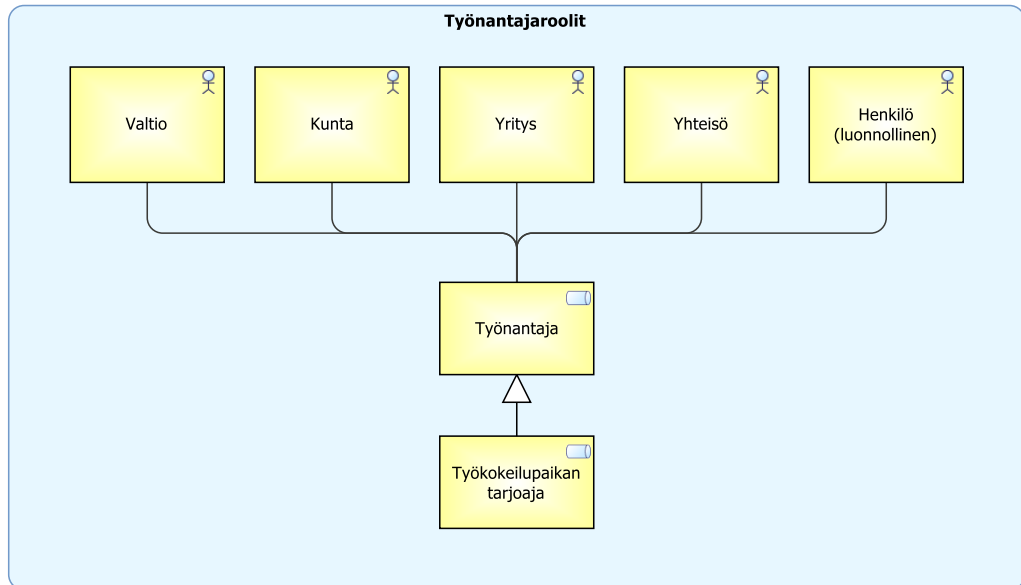 Työnantajaroolit
Valtio
Kunta
Yritys
Yhteisö
Henkilö
(luonnollinen)
Työnantaja
Työkokeilupaikan
tarjoaja